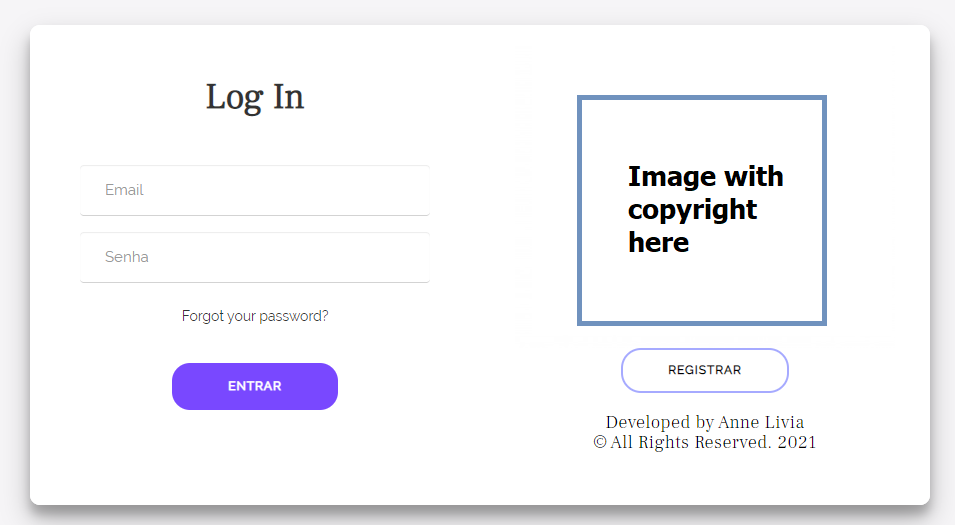 Log In
Email
Senha
Forgot your password?
ENTRAR
Image with
copyright
here
REGISTRAR
Developed by Anne Livia
© All Rights Reserved. 2021